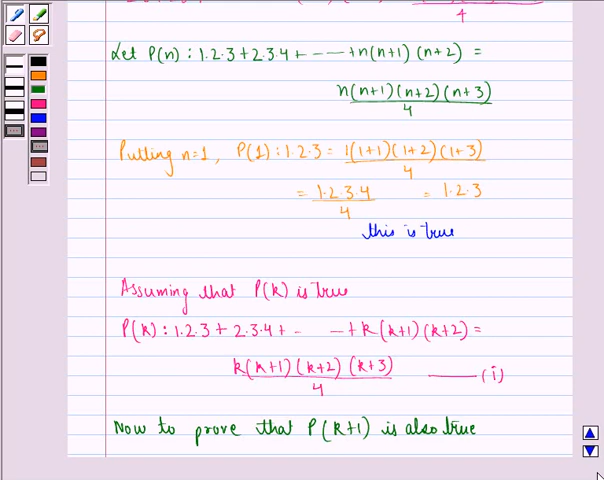 4
Let P(n) : 1.2.3 + 2.3.4 + - - - - + n(n+1) (n+2) =
n(n+1)(n+2)(n+3)
4
Putting n=1, P(1) : 1.2.3 = 1(1+1)(1+2)(1+3)
4
= 1.2.3.4 = 1.2.3
4
this is true
Assuming that P(k) is true
P(k) : 1.2.3 + 2.3.4 + - - + k(k+1)(k+2) =
k(k+1)(k+2)(k+3) ——— (i)
4
Now to prove that P(k+1) is also true